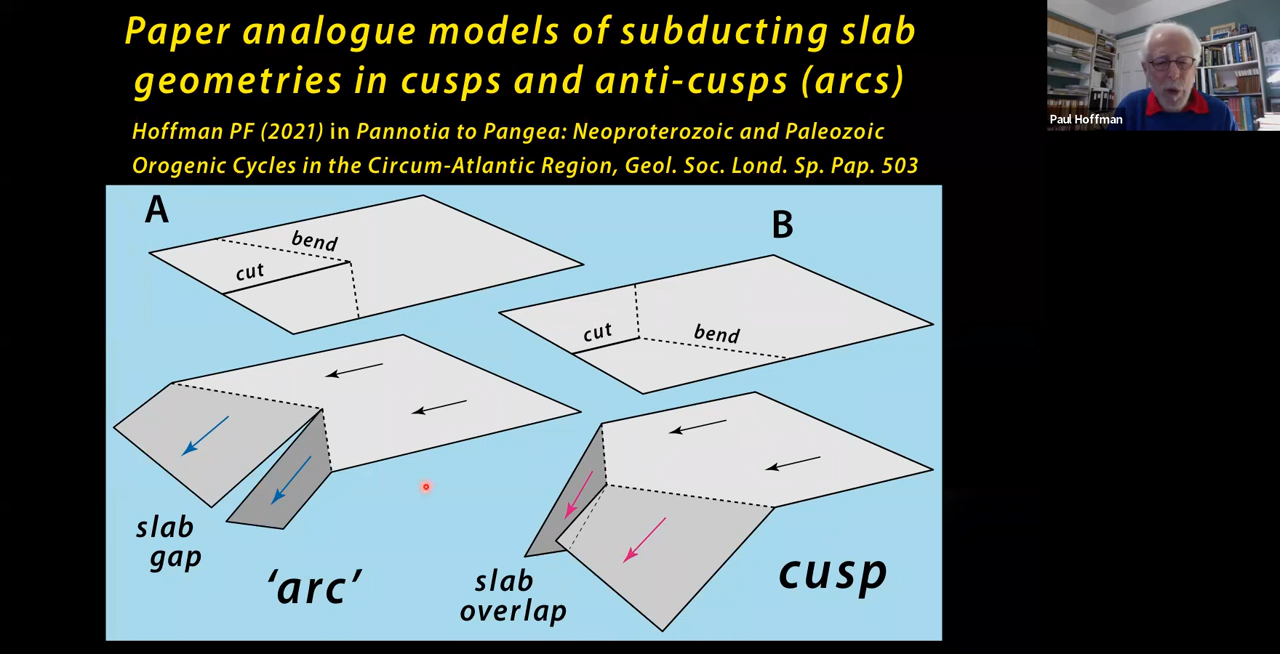 Paper analogue models of subducting slab
geometries in cusps and anti-cusps (arcs)
Hoffman PF (2021) in Pannotia to Pangea: Neoproterozoic and Paleozoic
Orogenic Cycles in the Circum-Atlantic Region, Geol. Soc. Lond. Sp. Pap. 503
Paul Hoffman
A
bend
cut
slab
gap
‘arc’
B
cut
bend
slab
overlap
cusp